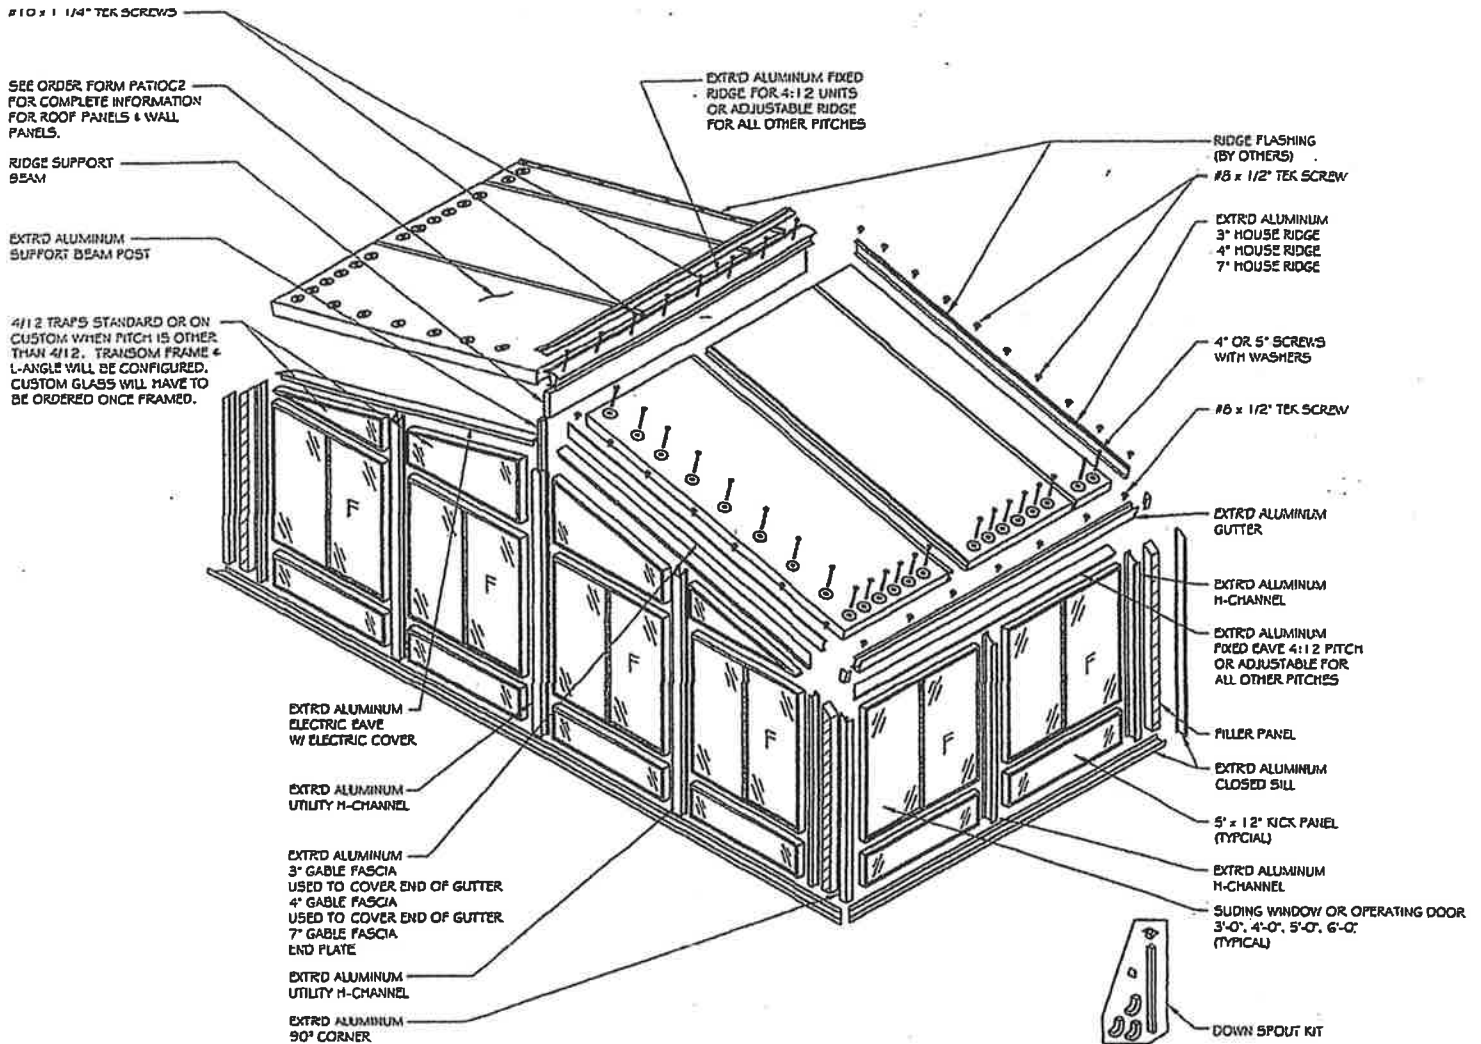 #10 x 1 1/4" TEK SCREWS
SEE ORDER FORM PATIOC2
FOR COMPLETE INFORMATION
FOR ROOF PANELS & WALL
PANELS.
RIDGE SUPPORT
BEAM
EXTR'D ALUMINUM
SUPPORT BEAM POST
4/12 TRAPS STANDARD OR ON
CUSTOM WHEN PITCH IS OTHER
THAN 4/12. TRANSOM FRAME &
L-ANGLE WILL BE CONFIGURED.
CUSTOM GLASS WILL HAVE TO
BE ORDERED ONCE FRAMED.
EXTR'D ALUMINUM FIXED
RIDGE FOR 4:12 UNITS
OR ADJUSTABLE RIDGE
FOR ALL OTHER PITCHES
RIDGE FLASHING
(BY OTHERS)
#8 x 1/2" TEK SCREW
EXTR'D ALUMINUM
3" HOUSE RIDGE
4" HOUSE RIDGE
7" HOUSE RIDGE
4" OR 5" SCREWS
WITH WASHERS
#8 x 1/2" TEK SCREW
EXTR'D ALUMINUM
GUTTER
EXTR'D ALUMINUM
H-CHANNEL
EXTR'D ALUMINUM
FIXED EAVE 4:12 PITCH
OR ADJUSTABLE FOR
ALL OTHER PITCHES
FILLER PANEL
EXTR'D ALUMINUM
CLOSED SILL
5" x 12" KICK PANEL
(TYPCIAL)
EXTR'D ALUMINUM
H-CHANNEL
SLIDING WINDOW OR OPERATING DOOR
3'-0", 4'-0", 5'-0", 6'-0"
(TYPICAL)
DOWN SPOUT KIT
F
F
F
F
F
F
EXTR'D ALUMINUM
ELECTRIC EAVE
W/ ELECTRIC COVER
EXTR'D ALUMINUM
UTILITY H-CHANNEL
EXTR'D ALUMINUM
3" GABLE FASCIA
USED TO COVER END OF GUTTER
4" GABLE FASCIA
USED TO COVER END OF GUTTER
7" GABLE FASCIA
END PLATE
EXTR'D ALUMINUM
UTILITY H-CHANNEL
EXTR'D ALUMINUM
90° CORNER